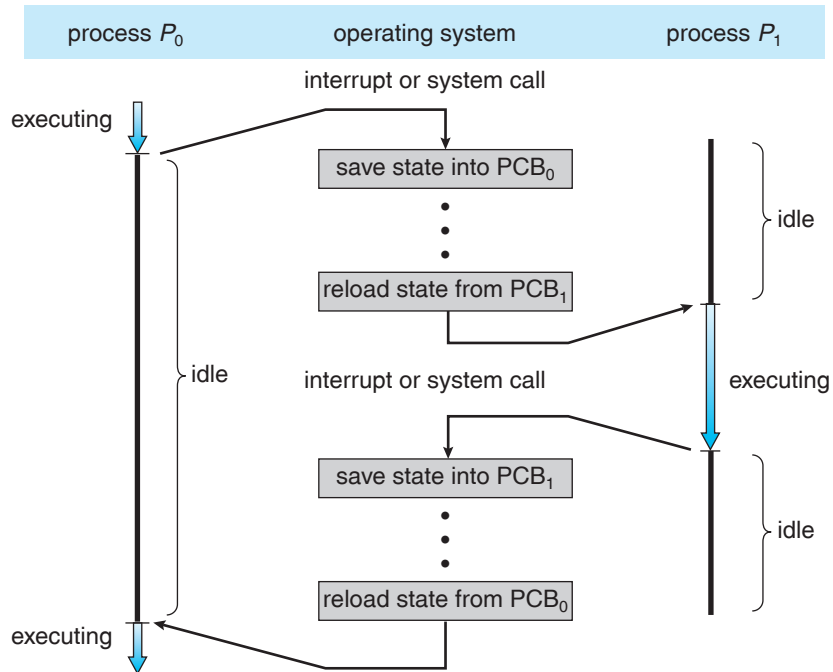 process P₀ operating system process P₁
interrupt or system call
executing
save state into PCB₀
idle
reload state from PCB₁
idle
interrupt or system call
executing
save state into PCB₁
idle
reload state from PCB₀
executing